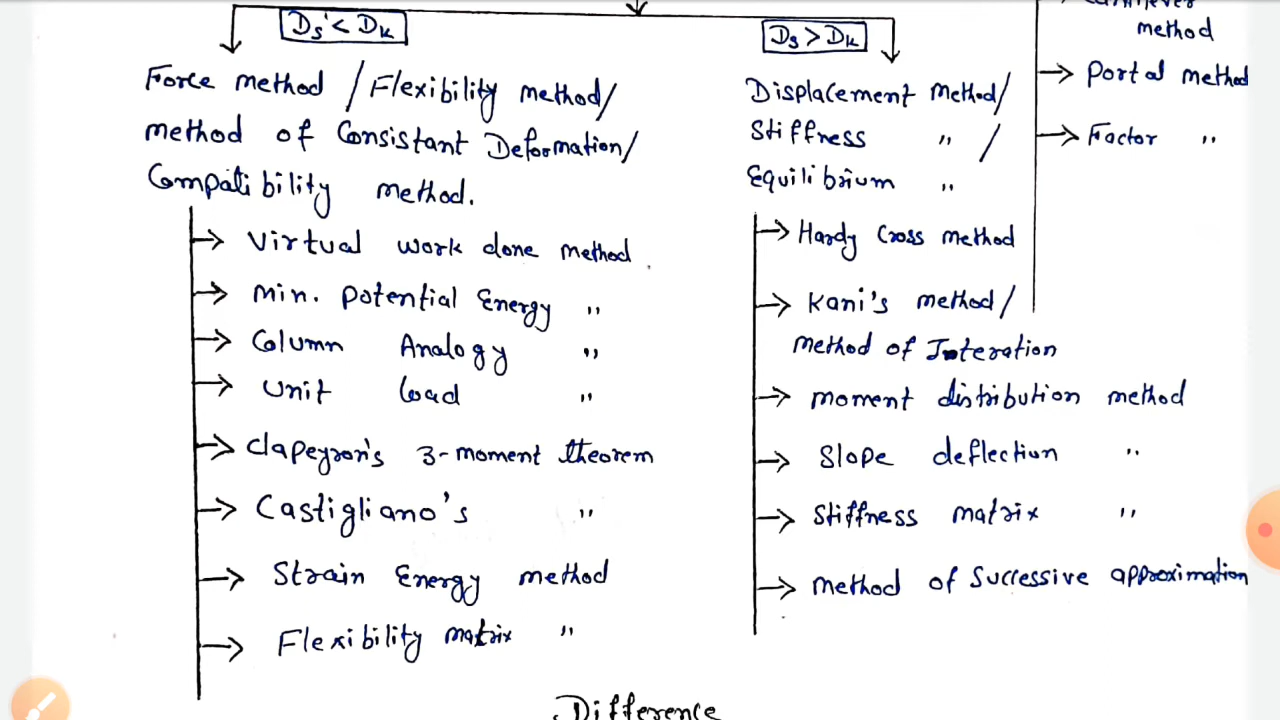 Ds < Dk
Force method / Flexibility method/
method of Consistant Deformation/
Compatibility method.
→ Virtual work done method
→ Min. Potential Energy "
→ Column Analogy "
→ Unit load "
→ Clapeyron's 3-moment theorem
→ Castigliano's "
→ Strain Energy method
→ Flexibility matrix "
Ds > Dk
Displacement Method/
Stiffness " /
Equilibrium "
→ Hardy Cross method
→ Kani's method/
Method of Interation
→ moment distribution method
→ Slope deflection "
→ Stiffness matrix "
→ Method of Successive approximation
method
→ Portal method
→ Factor "
Difference